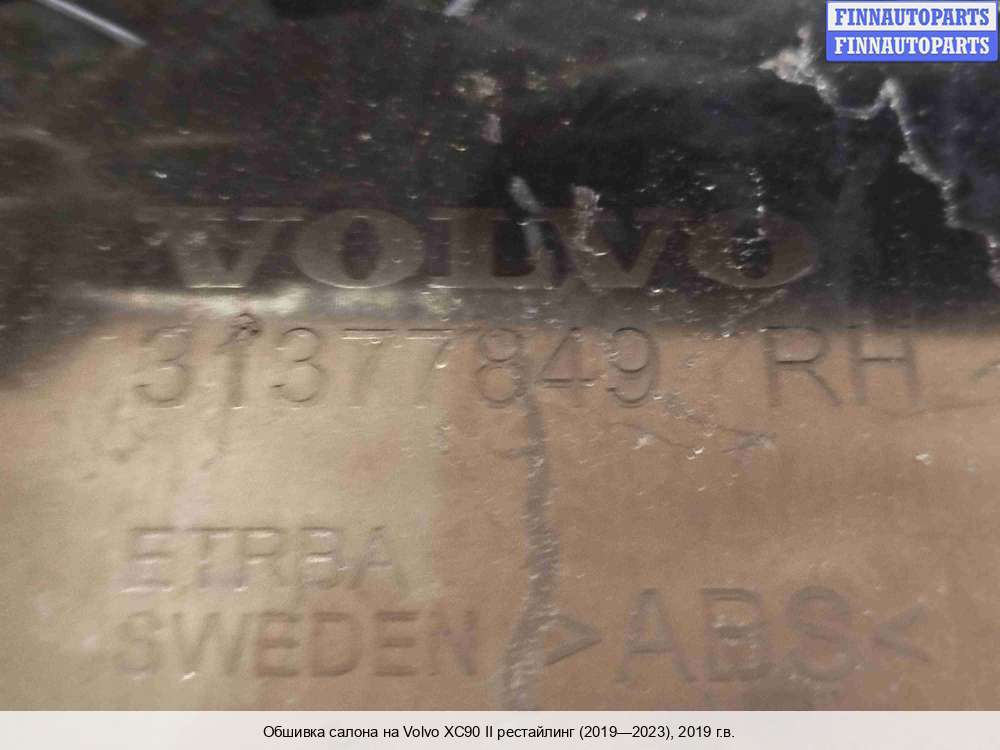 FINNAUTOPARTS
FINNAUTOPARTS
VOLVO
31377849 RH
ETRBA
SWEDEN >ABS<
Обшивка салона на Volvo XC90 II рестайлинг (2019—2023), 2019 г.в.